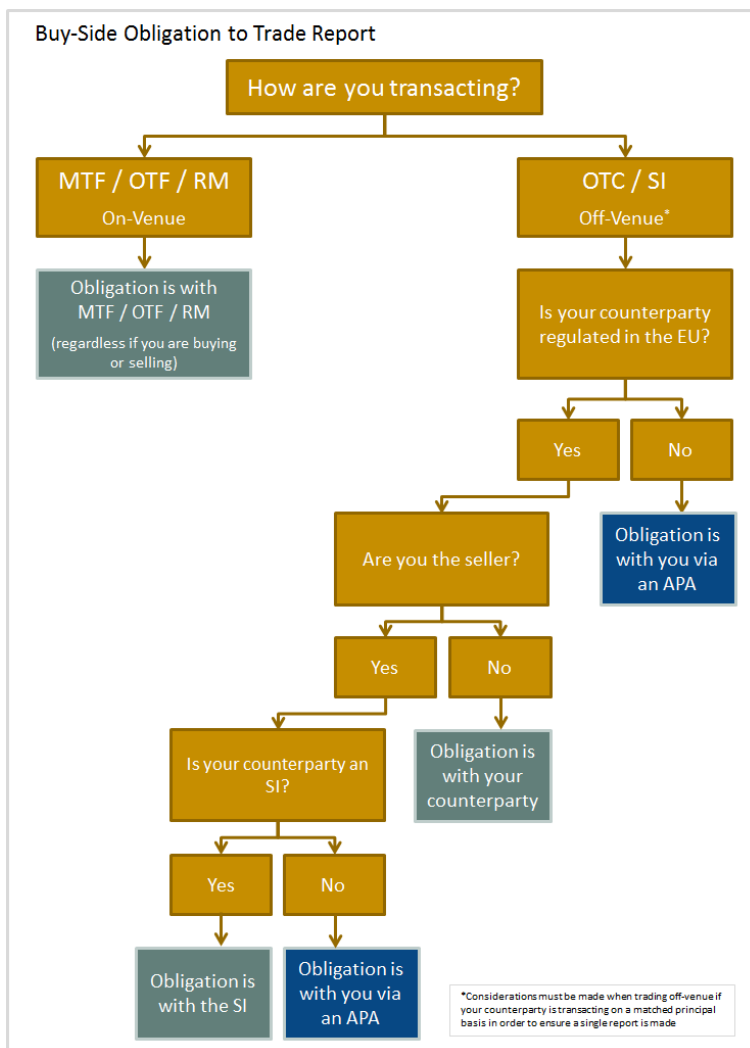 Buy-Side Obligation to Trade Report
How are you transacting?
MTF / OTF / RM
On-Venue
OTC / SI
Off-Venue*
Obligation is with
MTF / OTF / RM
(regardless if you are buying
or selling)
Is your counterparty
regulated in the EU?
Yes
No
Are you the seller?
Obligation is
with you via
an APA
Yes
No
Is your counterparty an
SI?
Obligation is
with your
counterparty
Yes
No
Obligation is
with the SI
Obligation is
with you via
an APA
*Considerations must be made when trading off-venue if
your counterparty is transacting on a matched principal
basis in order to ensure a single report is made